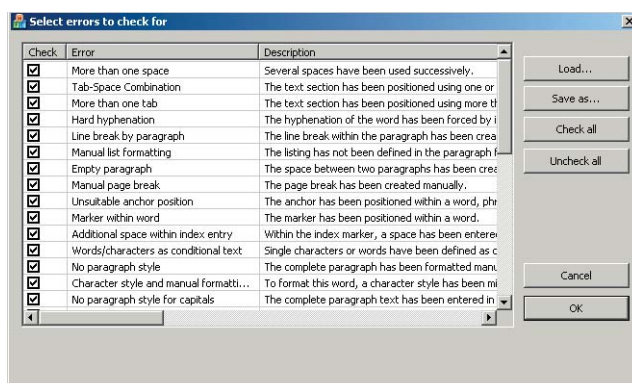 Select errors to check for
Check Error Description
More than one space Several spaces have been used successively.
Tab-Space Combination The text section has been positioned using one or
More than one tab The text section has been positioned using more th
Hard hyphenation The hyphenation of the word has been forced by i
Line break by paragraph The line break within the paragraph has been crea
Manual list formatting The listing has not been defined in the paragraph f
Empty paragraph The space between two paragraphs has been crea
Manual page break The page break has been created manually.
Unsuitable anchor position The anchor has been positioned within a word, phr
Marker within word The marker has been positioned within a word.
Additional space within index entry Within the index marker, a space has been entere
Words/characters as conditional text Single characters or words have been defined as c
No paragraph style The complete paragraph has been formatted manu
Character style and manual formatti... To format this word, a character style has been mi
No paragraph style for capitals The complete paragraph text has been entered in
Load...
Save as...
Check all
Uncheck all
Cancel
OK